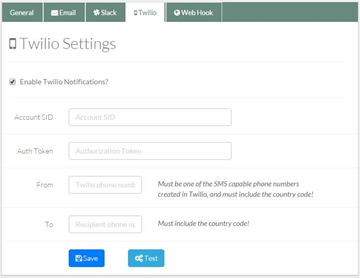 General Email Slack Twilio Web Hook
Twilio Settings
Enable Twilio Notifications?
Account SID Account SID
Auth Token Authorization Token
From Twilio phone numb Must be one of the SMS capable phone numbers
created in Twilio, and must include the country code!
To Recipient phone n Must include the country code!
Save Test